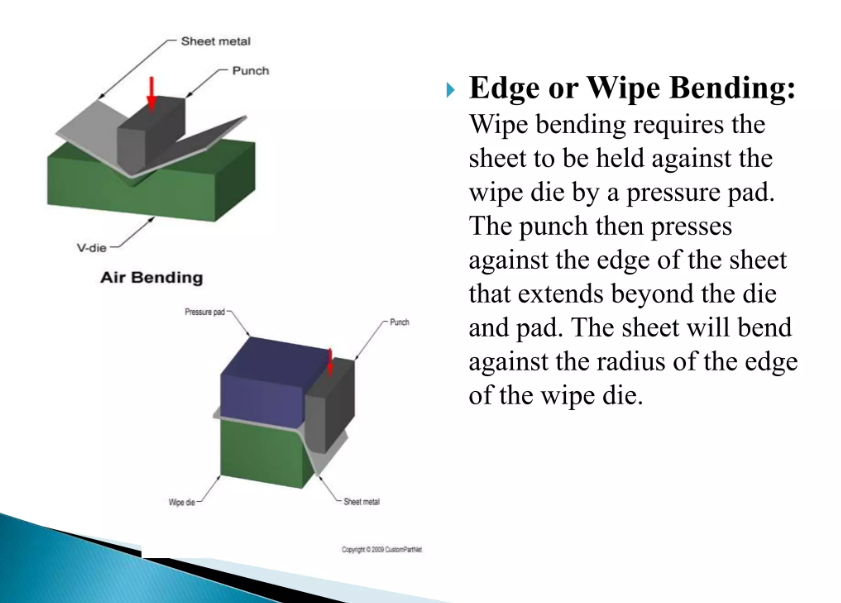 Sheet metal
Punch
V-die
Air Bending
Pressure pad
Punch
Wipe die
Sheet metal
Copyright © 2009 CustomPartNet
Edge or Wipe Bending:
Wipe bending requires the
sheet to be held against the
wipe die by a pressure pad.
The punch then presses
against the edge of the sheet
that extends beyond the die
and pad. The sheet will bend
against the radius of the edge
of the wipe die.